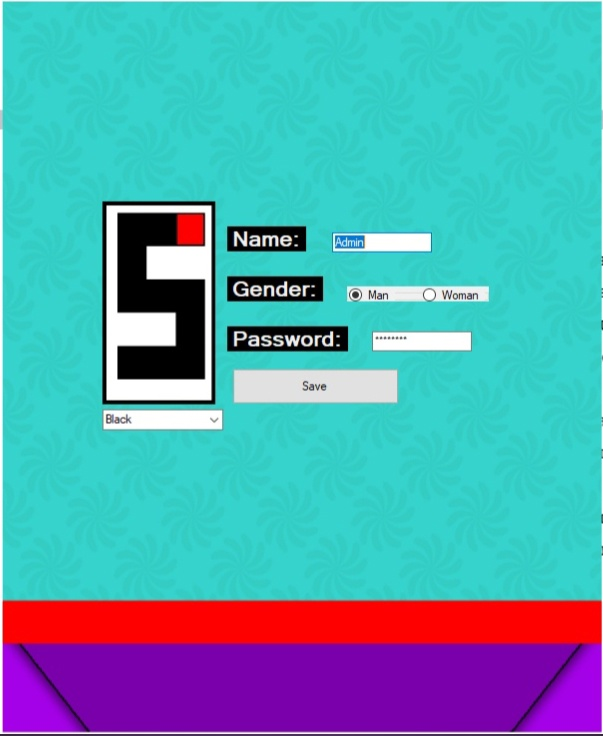 Name: Admin
Gender: Man Woman
Password: ********
Save
Black